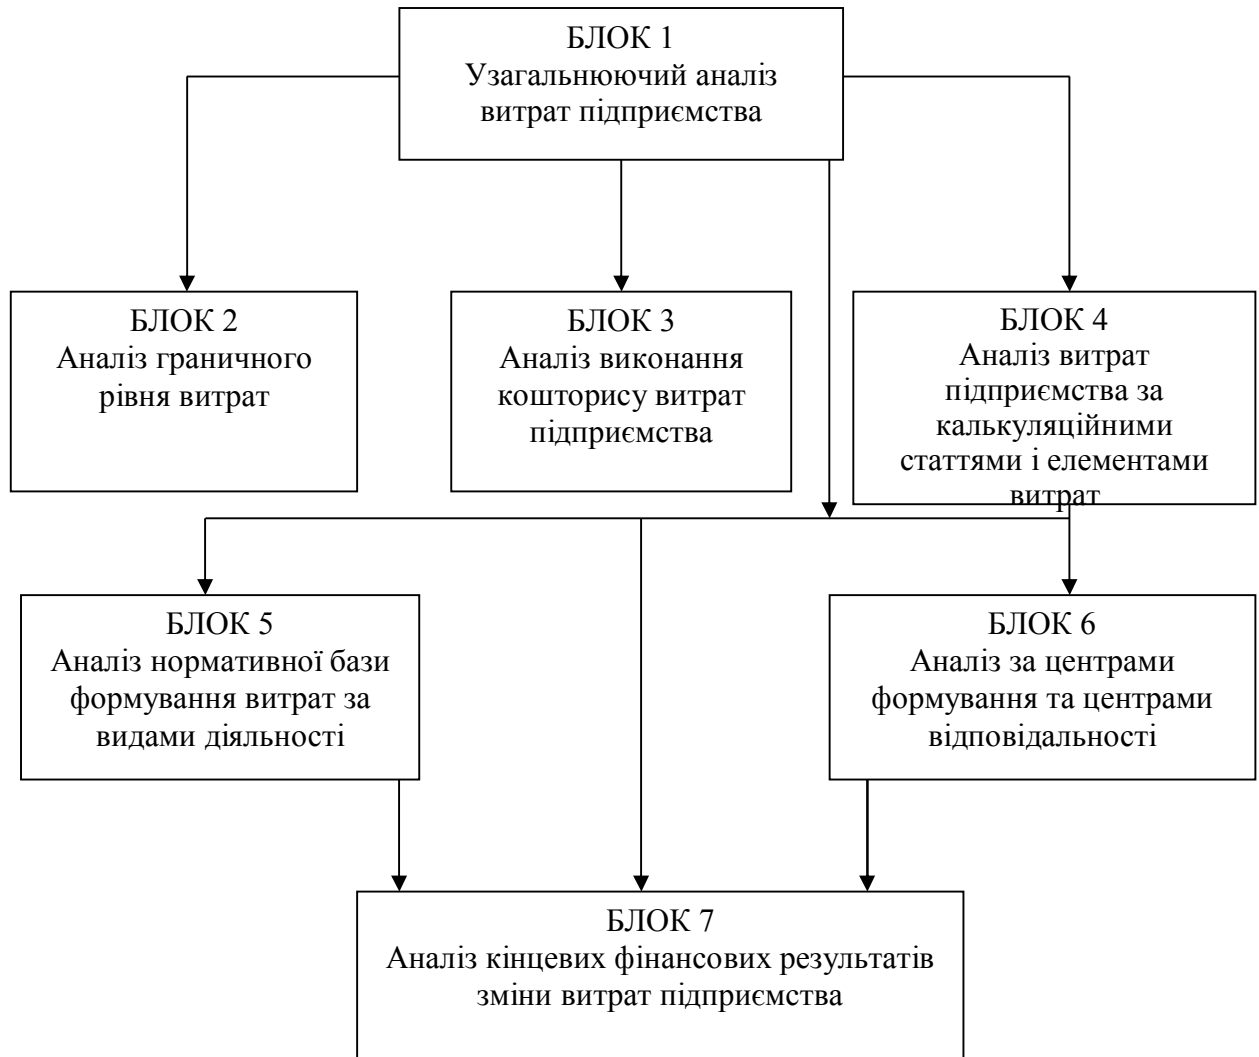 БЛОК 1
Узагальнюючий аналіз
витрат підприємства
БЛОК 2
Аналіз граничного
рівня витрат
БЛОК 3
Аналіз виконання
кошторису витрат
підприємства
БЛОК 4
Аналіз витрат
підприємства за
калькуляційними
статтями і елементами
витрат
БЛОК 5
Аналіз нормативної бази
формування витрат за
видами діяльності
БЛОК 6
Аналіз за центрами
формування та центрами
відповідальності
БЛОК 7
Аналіз кінцевих фінансових результатів
зміни витрат підприємства